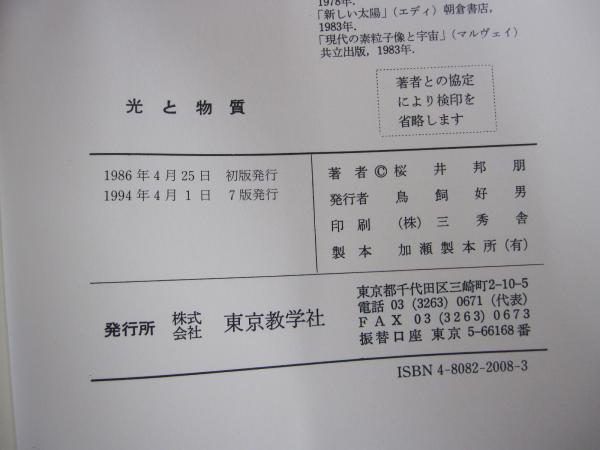 1978年.
「新しい太陽」（エディ）朝倉書店,
1983年.
「現代の素粒子像と宇宙」（マルヴェイ）
共立出版, 1983年.
著者との協定
により検印を
省略します
光と物質
1986年4月25日 初版発行
1994年4月1日 7版発行
著者©桜井邦朋
発行者 鳥飼好男
印刷 （株）三秀舎
製本 加瀬製本所（有）
発行所 株式会社 東京教学社
東京都千代田区三崎町2-10-5
電話 03 (3263) 0671 (代表)
FAX 03 (3263) 0673
振替口座 東京 5-66168番
ISBN 4-8082-2008-3